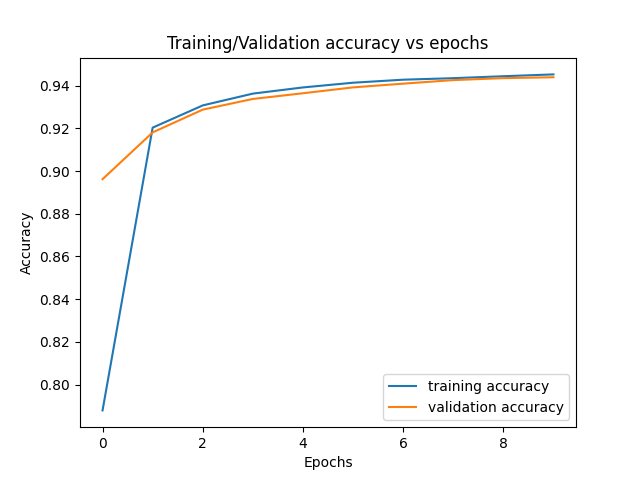 Training/Validation accuracy vs epochs
Accuracy
0.94
0.92
0.90
0.88
0.86
0.84
0.82
0.80
training accuracy
validation accuracy
0 2 4 6 8
Epochs